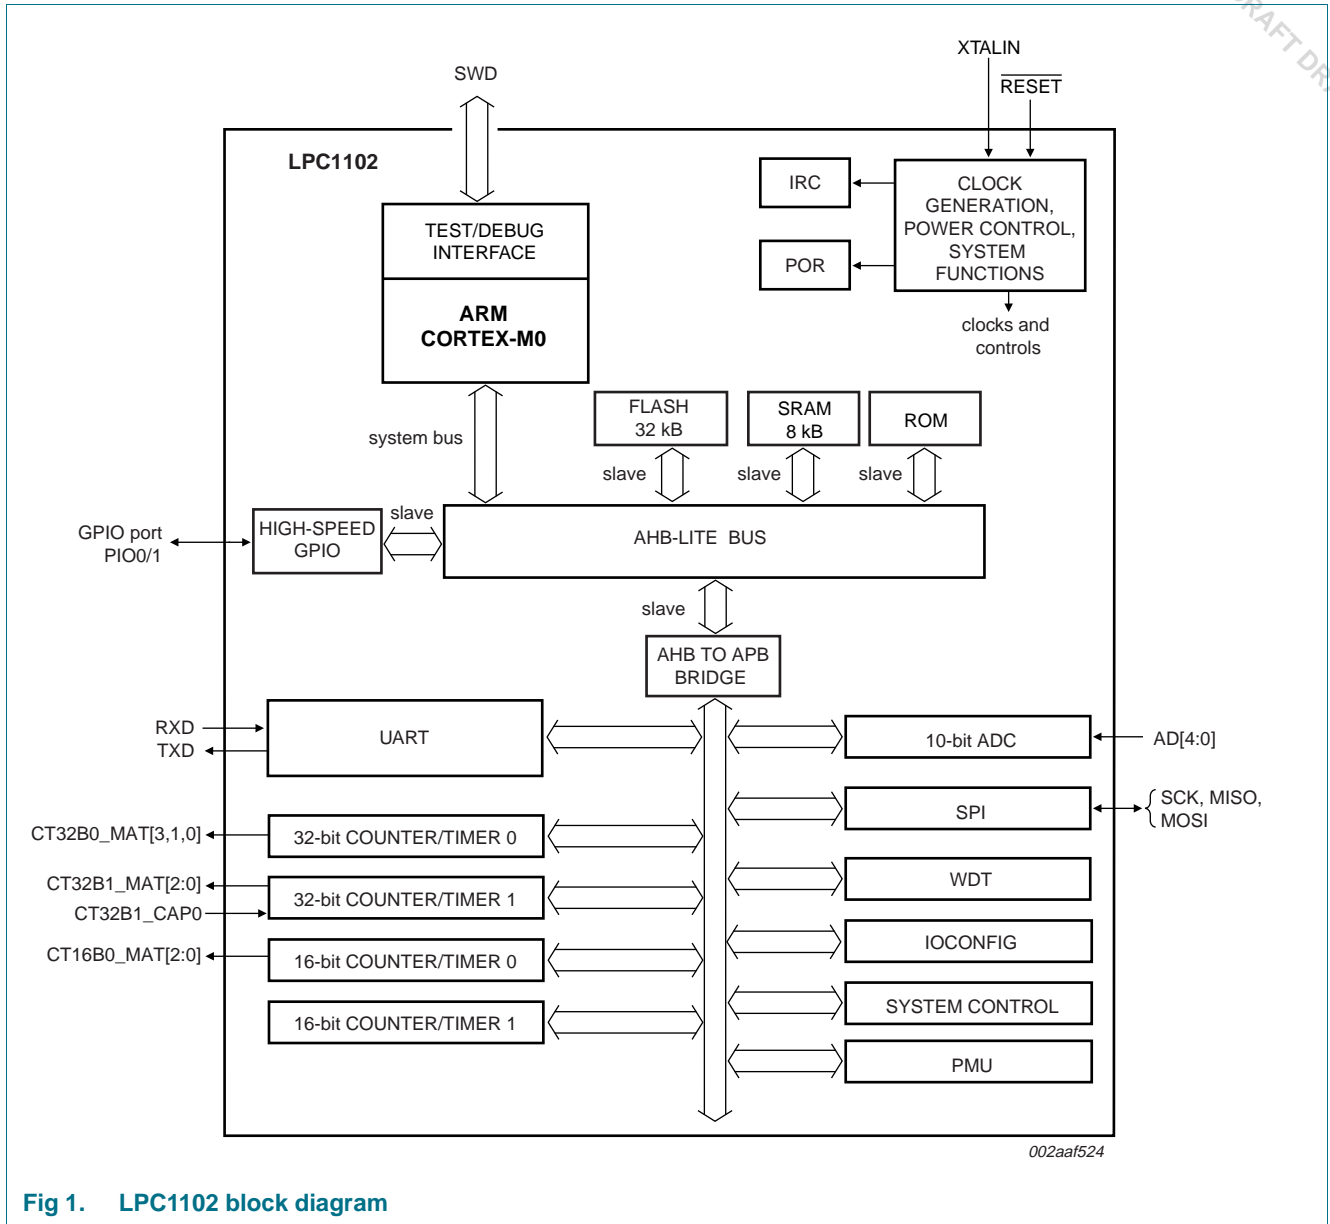 DRAFT DRA
XTALIN
SWD
RESET
LPC1102
IRC
CLOCK
GENERATION,
POWER CONTROL,
SYSTEM
FUNCTIONS
TEST/DEBUG
INTERFACE
POR
ARM
CORTEX-M0
clocks and
controls
FLASH
32 kB
SRAM
8 kB
ROM
system bus
slave
slave
slave
slave
GPIO port
PIO0/1
HIGH-SPEED
GPIO
AHB-LITE BUS
slave
AHB TO APB
BRIDGE
RXD
TXD
UART
10-bit ADC
AD[4:0]
SPI
SCK, MISO,
MOSI
CT32B0_MAT[3,1,0]
32-bit COUNTER/TIMER 0
CT32B1_MAT[2:0]
CT32B1_CAP0
32-bit COUNTER/TIMER 1
WDT
CT16B0_MAT[2:0]
16-bit COUNTER/TIMER 0
IOCONFIG
16-bit COUNTER/TIMER 1
SYSTEM CONTROL
PMU
002aaf524
Fig 1. LPC1102 block diagram